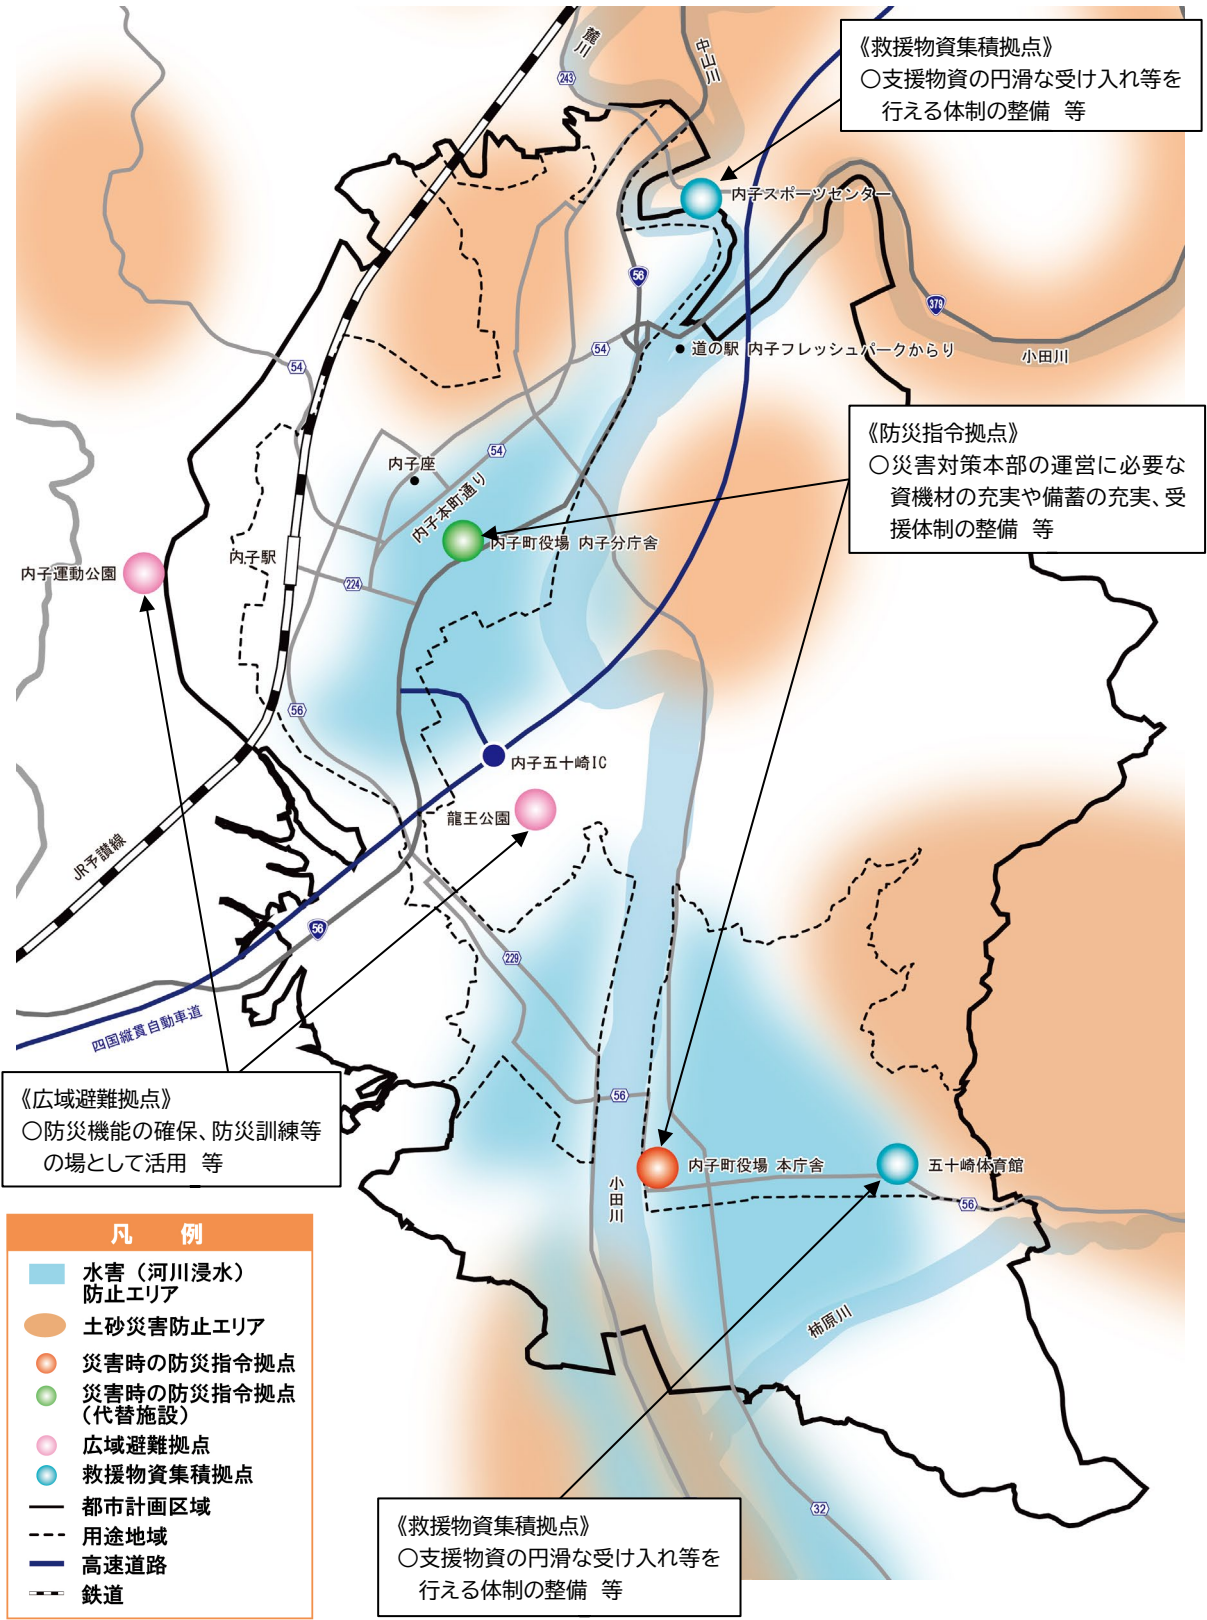 《救援物資集積拠点》
○支援物資の円滑な受け入れ等を
行える体制の整備 等
麓川
中山川
243
内子スポーツセンター
56
379
小田川
道の駅 内子フレッシュパークからり
54
54
54
《防災指令拠点》
○災害対策本部の運営に必要な
資機材の充実や備蓄の充実、受
援体制の整備 等
内子座
内子本町通り
内子町役場 内子分庁舎
内子駅
内子運動公園
224
56
内子五十崎IC
龍王公園
JR予讃線
56
229
四国縦貫自動車道
《広域避難拠点》
○防災機能の確保、防災訓練等
の場として活用 等
56
内子町役場 本庁舎
五十崎体育館
小田川
56
柿原川
凡 例
水害（河川浸水）
防止エリア
土砂災害防止エリア
災害時の防災指令拠点
災害時の防災指令拠点
（代替施設）
広域避難拠点
救援物資集積拠点
都市計画区域
用途地域
高速道路
鉄道
32
《救援物資集積拠点》
○支援物資の円滑な受け入れ等を
行える体制の整備 等